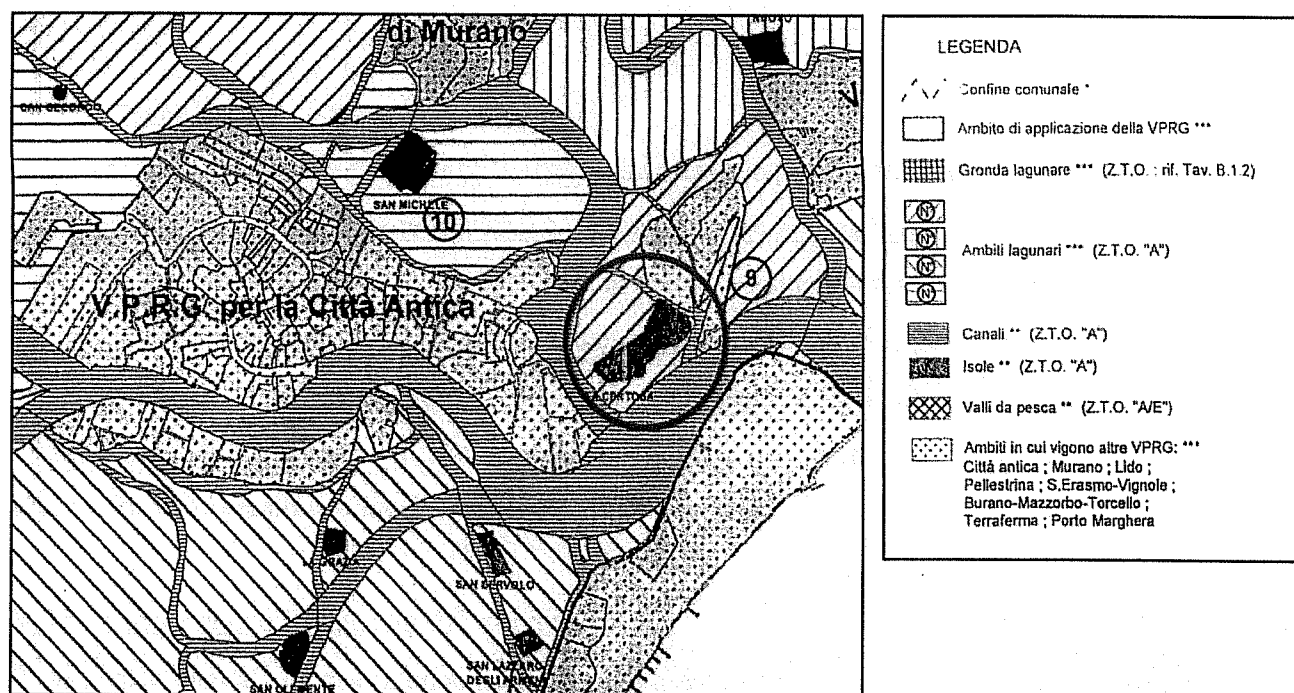 di Murano
NUOVO
SAN SECONDO
SAN MICHELE
10
9
V.P.R.G. per la Città Antica
LA CERTOSA
LA GRAZIA
SAN SERVOLO
SAN CLEMENTE
SAN LAZZARO
DEGLI ARMENI
LEGENDA
Confine comunale *
Ambito di applicazione della VPRG ***
Gronda lagunare *** (Z.T.O. : rif. Tav. B.1.2)
N
N
N
N
Ambiti lagunari *** (Z.T.O. "A")
Canali ** (Z.T.O. "A")
Isole ** (Z.T.O. "A")
Valli da pesca ** (Z.T.O. "A/E")
Ambiti in cui vigono altre VPRG: ***
Città antica ; Murano ; Lido ;
Pellestrina ; S.Erasmo-Vignole ;
Burano-Mazzorbo-Torcello ;
Terraferma ; Porto Marghera